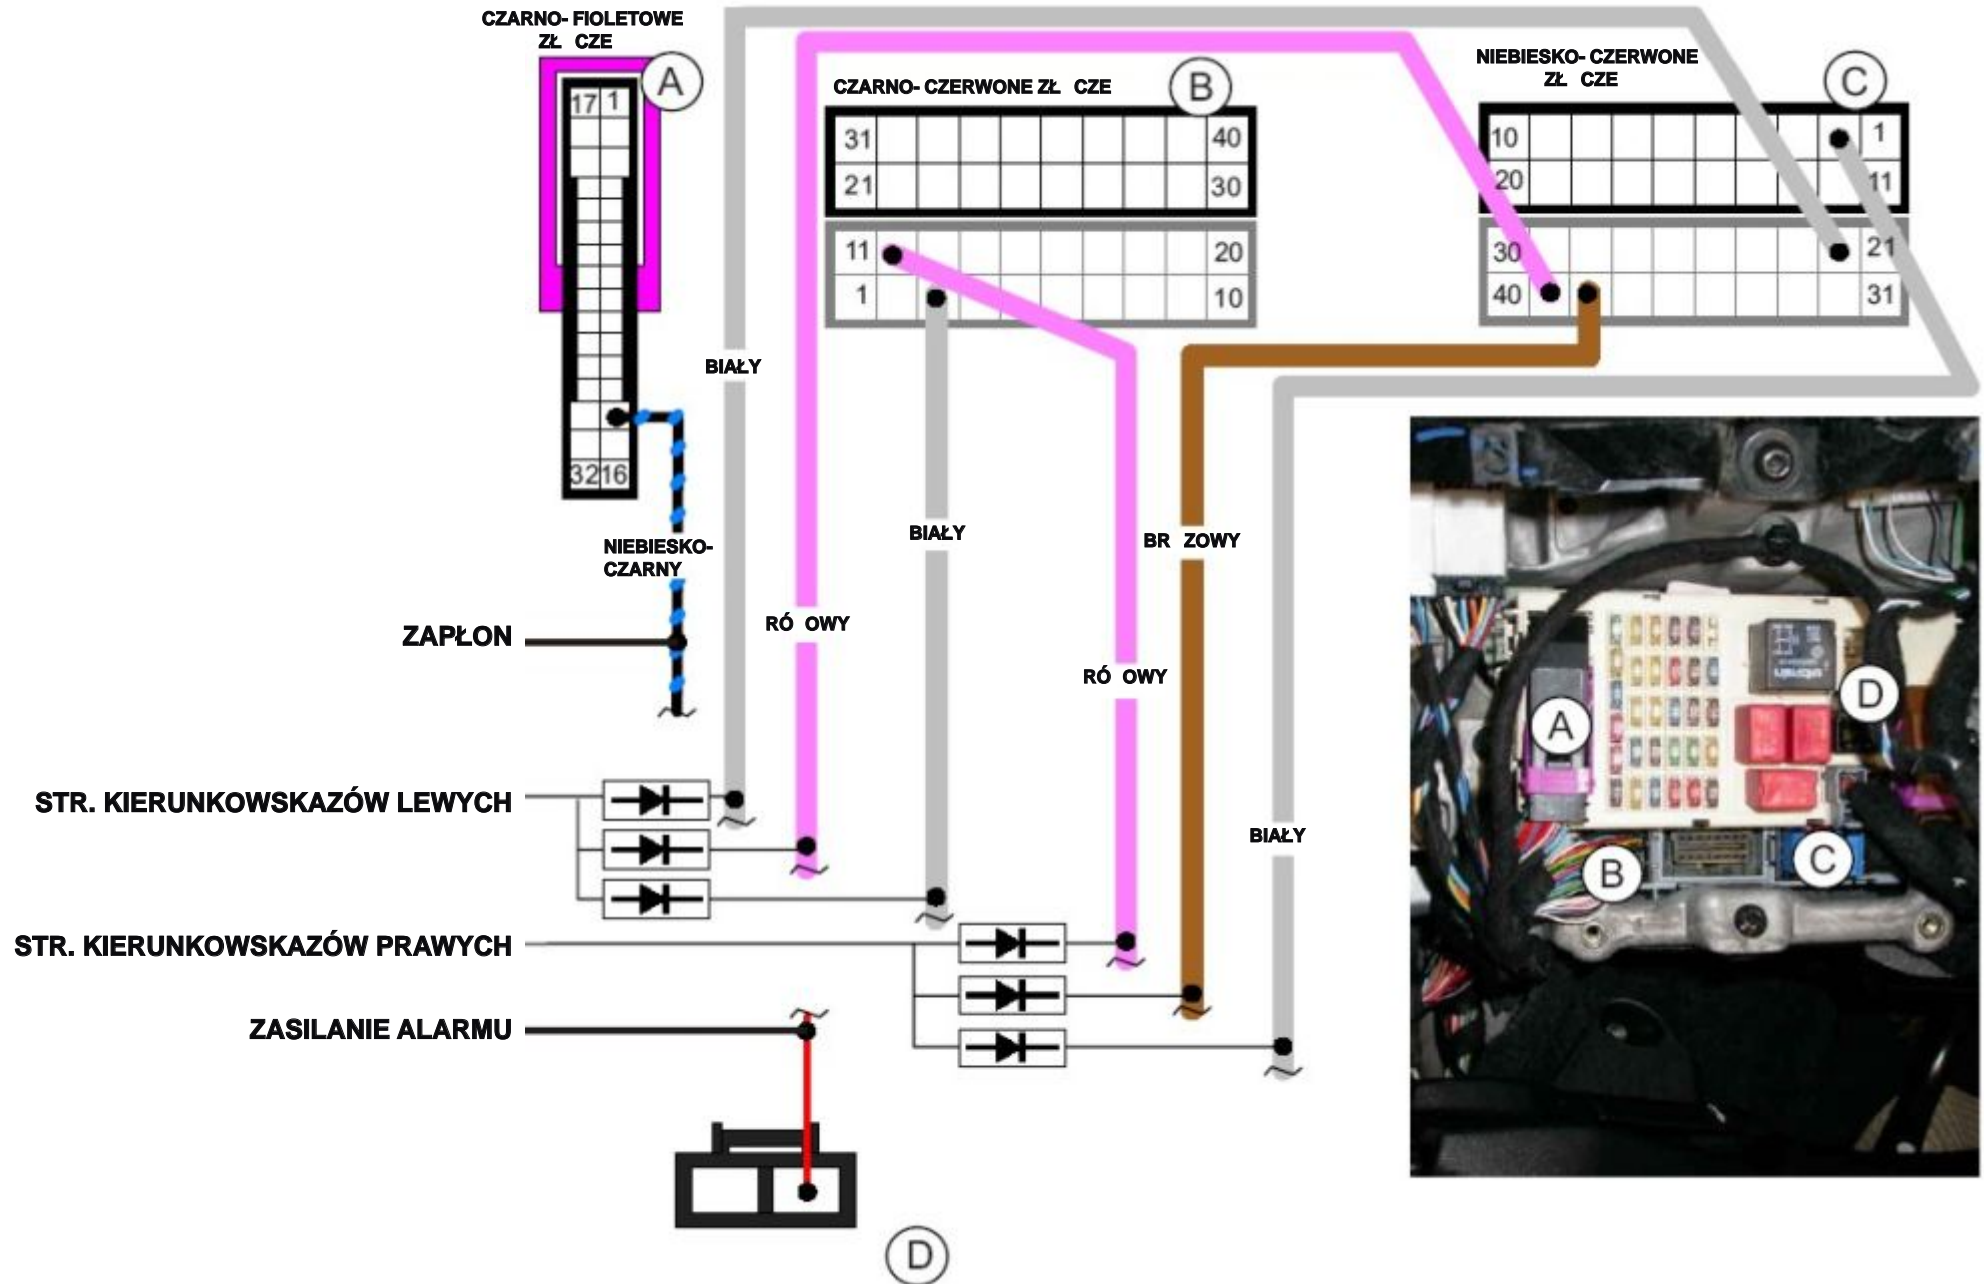 CZARNO- FIOLETOWE
ZŁ CZE
A
17 1
32 16
CZARNO- CZERWONE ZŁ CZE
B
31 40
21 30
11 20
1 10
NIEBIESKO- CZERWONE
ZŁ CZE
C
10 1
20 11
30 21
40 31
BIAŁY
NIEBIESKO-
CZARNY
BIAŁY
BR ZOWY
RÓ OWY
RÓ OWY
BIAŁY
ZAPŁON
STR. KIERUNKOWSKAZÓW LEWYCH
STR. KIERUNKOWSKAZÓW PRAWYCH
ZASILANIE ALARMU
D
A
D
B
C